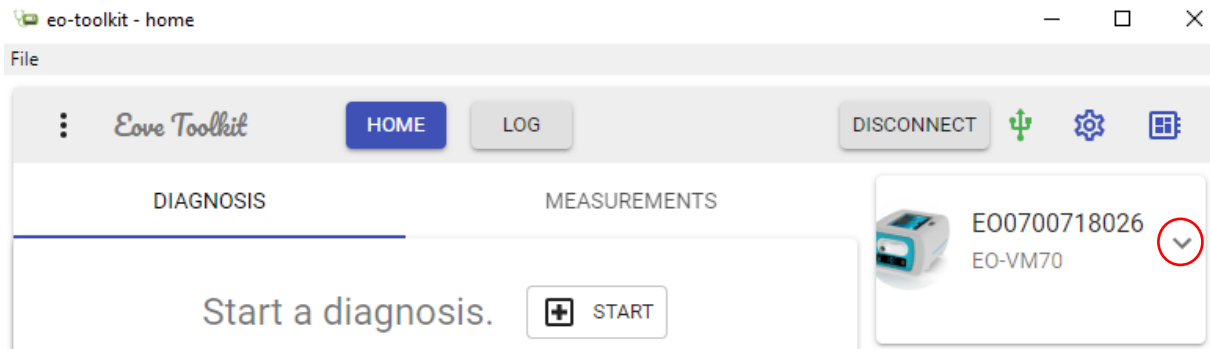 eo-toolkit - home
File
Eove Toolkit HOME LOG DISCONNECT
DIAGNOSIS MEASUREMENTS
EO0700718026
EO-VM70
Start a diagnosis. START